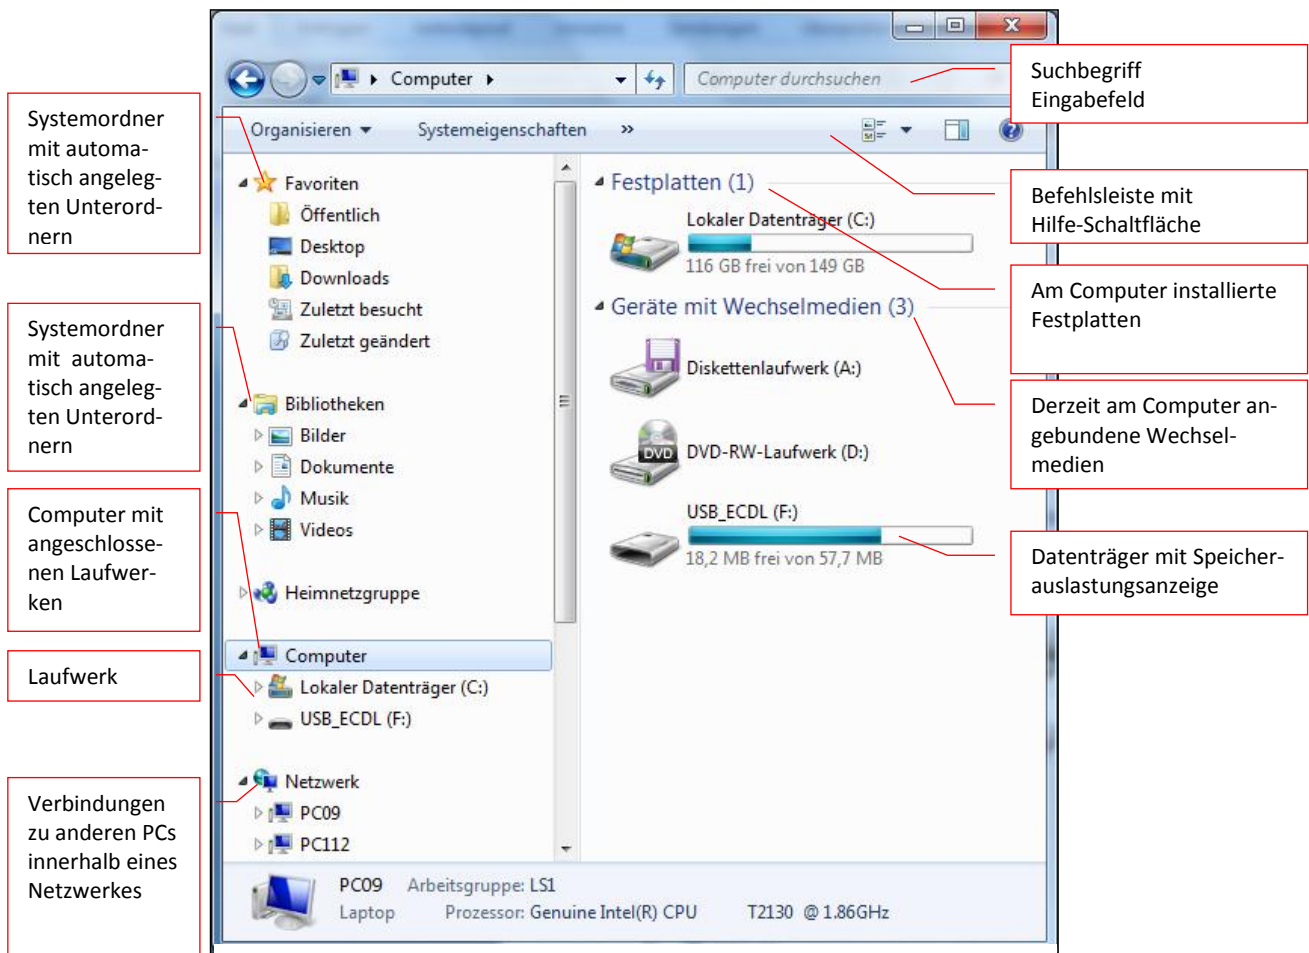 Computer
Computer durchsuchen
Organisieren
Systemeigenschaften
»
Favoriten
Öffentlich
Desktop
Downloads
Zuletzt besucht
Zuletzt geändert
Bibliotheken
Bilder
Dokumente
Musik
Videos
Heimnetzgruppe
Computer
Lokaler Datenträger (C:)
USB_ECDL (F:)
Netzwerk
PC09
PC112
Festplatten (1)
Lokaler Datenträger (C:)
116 GB frei von 149 GB
Geräte mit Wechselmedien (3)
Diskettenlaufwerk (A:)
DVD
DVD-RW-Laufwerk (D:)
USB_ECDL (F:)
18,2 MB frei von 57,7 MB
PC09 Arbeitsgruppe: LS1
Laptop Prozessor: Genuine Intel(R) CPU T2130 @ 1.86GHz
Systemordner
mit automa-
tisch angeleg-
ten Unterord-
nern
Systemordner
mit automa-
tisch angeleg-
ten Unterord-
nern
Computer mit
angeschlosse-
nen Laufwer-
ken
Laufwerk
Verbindungen
zu anderen PCs
innerhalb eines
Netzwerkes
Suchbegriff
Eingabefeld
Befehlsleiste mit
Hilfe-Schaltfläche
Am Computer installierte
Festplatten
Derzeit am Computer an-
gebundene Wechsel-
medien
Datenträger mit Speicher-
auslastungsanzeige